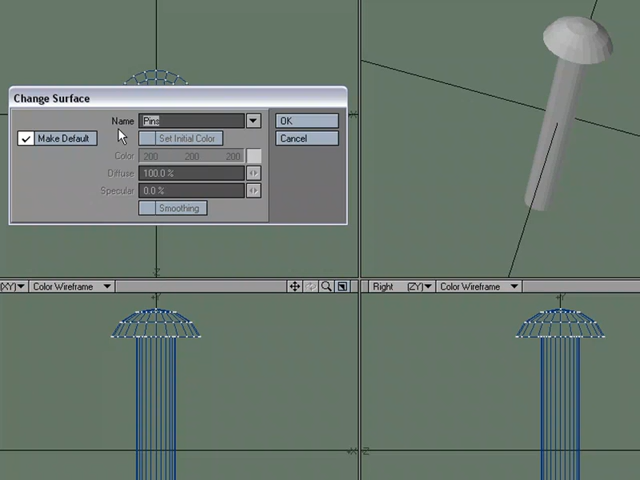 Change Surface
Name Pins OK
Make Default Set Initial Color Cancel
Color 200 200 200
Diffuse 100.0 %
Specular 0.0 %
Smoothing
(XY) Color Wireframe
Right (ZY) Color Wireframe